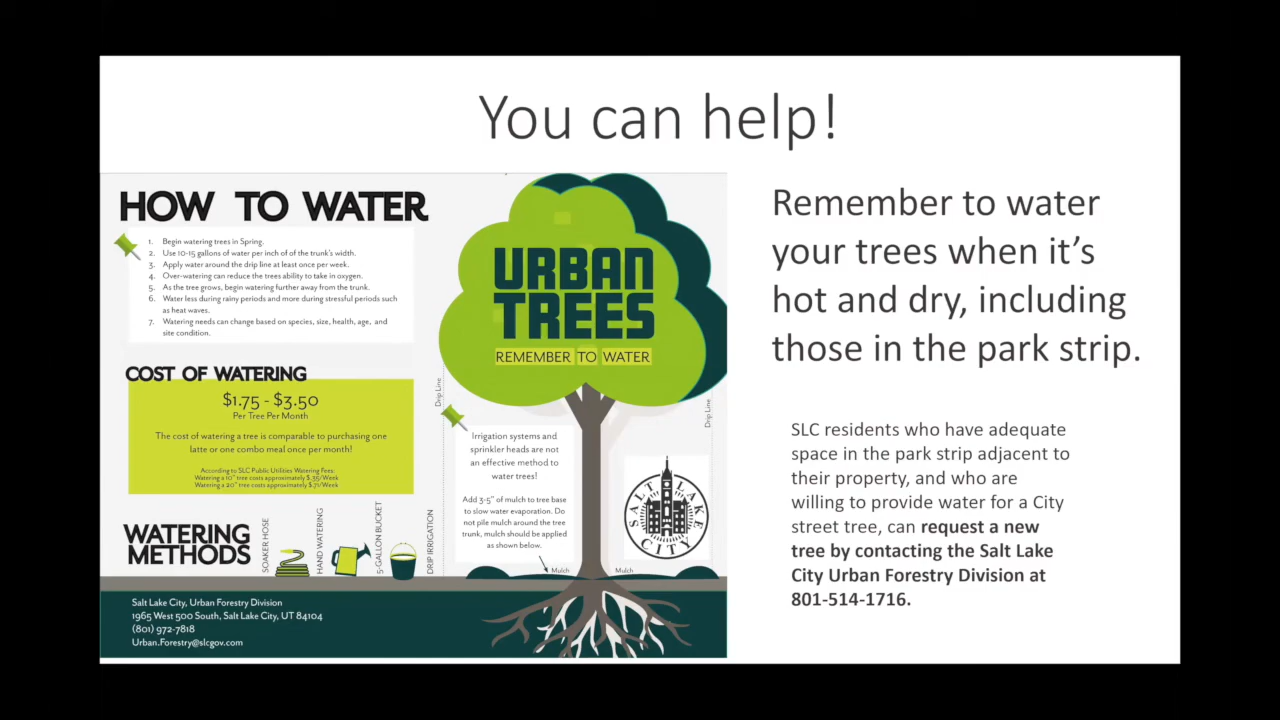 You can help!
HOW TO WATER
1. Begin watering trees in Spring.
2. Use 10-15 gallons of water per inch of of the trunk's width.
3. Apply water around the drip line at least once per week.
4. Over-watering can reduce the trees ability to take in oxygen.
5. As the tree grows, begin watering further away from the trunk.
6. Water less during rainy periods and more during stressful periods such
as heat waves.
7. Watering needs can change based on species, size, health, age, and
site condition.
COST OF WATERING
$1.75 - $3.50
Per Tree Per Month
The cost of watering a tree is comparable to purchasing one
latte or one combo meal once per month!
According to SLC Public Utilities Watering Fees:
Watering a 10" tree costs approximately $.35/Week
Watering a 20" tree costs approximately $.71/Week
WATERING
METHODS
SOAKER HOSE
HAND WATERING
5-GALLON BUCKET
DRIP IRRIGATION
URBAN
TREES
REMEMBER TO WATER
Drip Line
Drip Line
Irrigation systems and
sprinkler heads are not
an effective method to
water trees!
Add 3-5" of mulch to tree base
to slow water evaporation. Do
not pile mulch around the tree
trunk, mulch should be applied
as shown below.
Mulch
Mulch
SALT LAKE
CITY
Salt Lake City, Urban Forestry Division
1965 West 500 South, Salt Lake City, UT 84104
(801) 972-7818
Urban.Forestry@slcgov.com
Remember to water
your trees when it's
hot and dry, including
those in the park strip.
SLC residents who have adequate
space in the park strip adjacent to
their property, and who are
willing to provide water for a City
street tree, can request a new
tree by contacting the Salt Lake
City Urban Forestry Division at
801-514-1716.